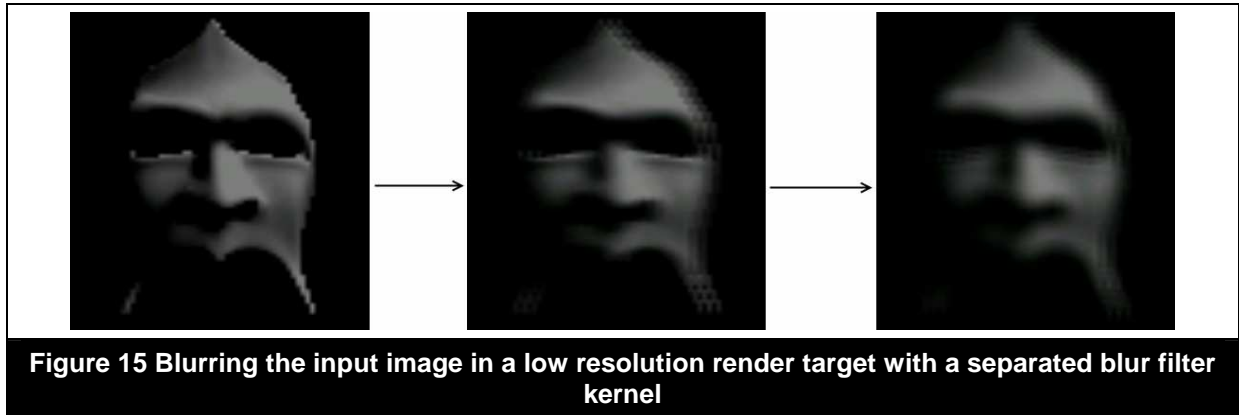 Figure 15 Blurring the input image in a low resolution render target with a separated blur filter
kernel